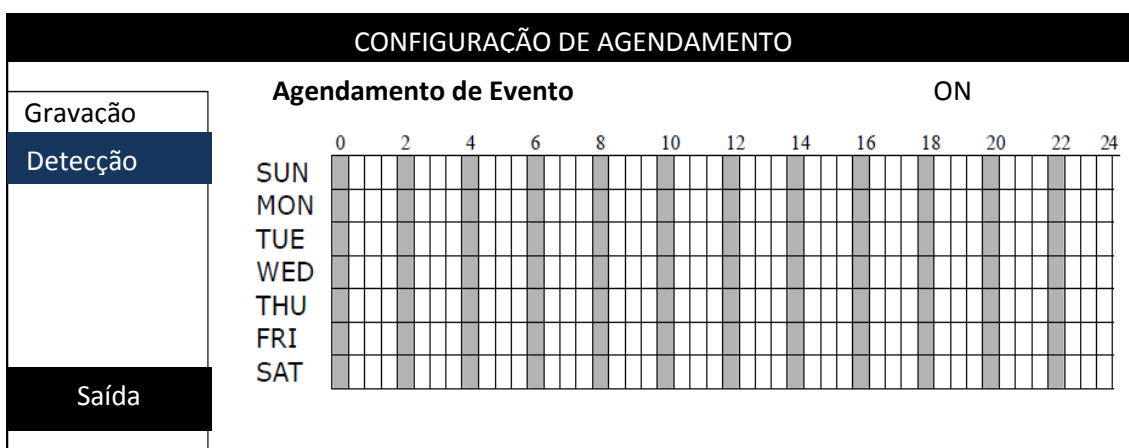 CONFIGURAÇÃO DE AGENDAMENTO
Gravação
Detecção
Saída
Agendamento de Evento ON
0 2 4 6 8 10 12 14 16 18 20 22 24
SUN
MON
TUE
WED
THU
FRI
SAT